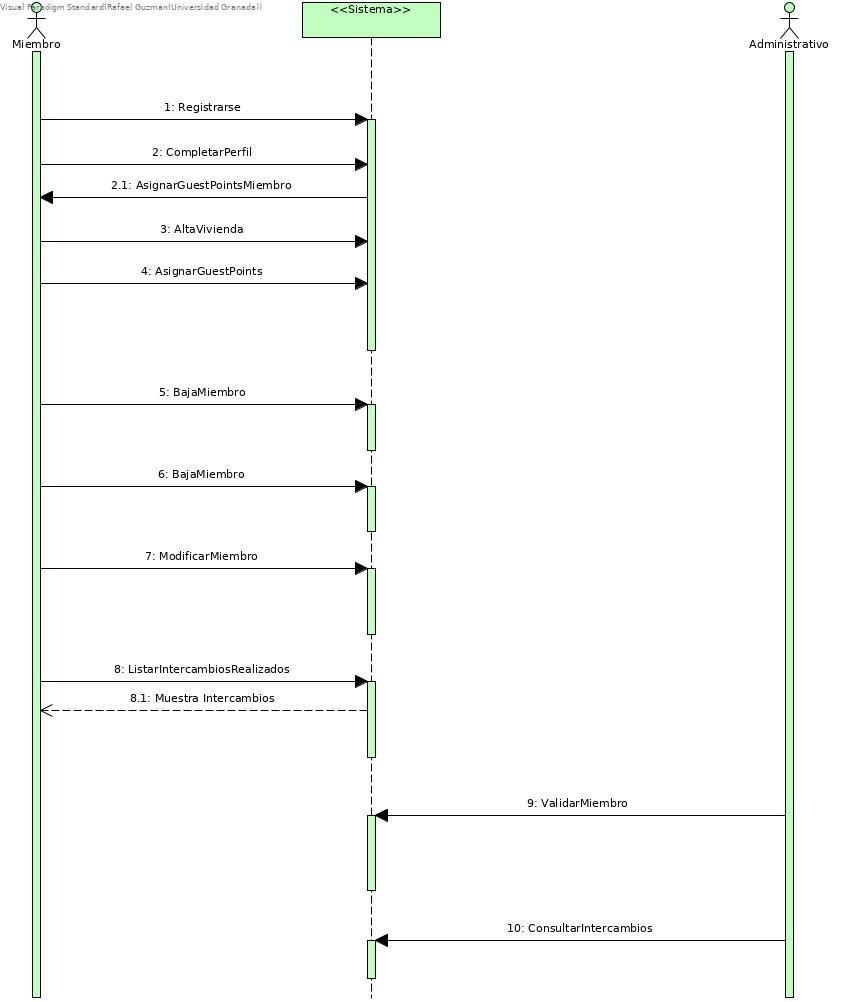 Visual Paradigm Standard(Rafael Guzmán(Universidad Granada))
<<Sistema>>
Miembro
Administrativo
1: Registrarse
2: CompletarPerfil
2.1: AsignarGuestPointsMiembro
3: AltaVivienda
4: AsignarGuestPoints
5: BajaMiembro
6: BajaMiembro
7: ModificarMiembro
8: ListarIntercambiosRealizados
8.1: Muestra Intercambios
9: ValidarMiembro
10: ConsultarIntercambios